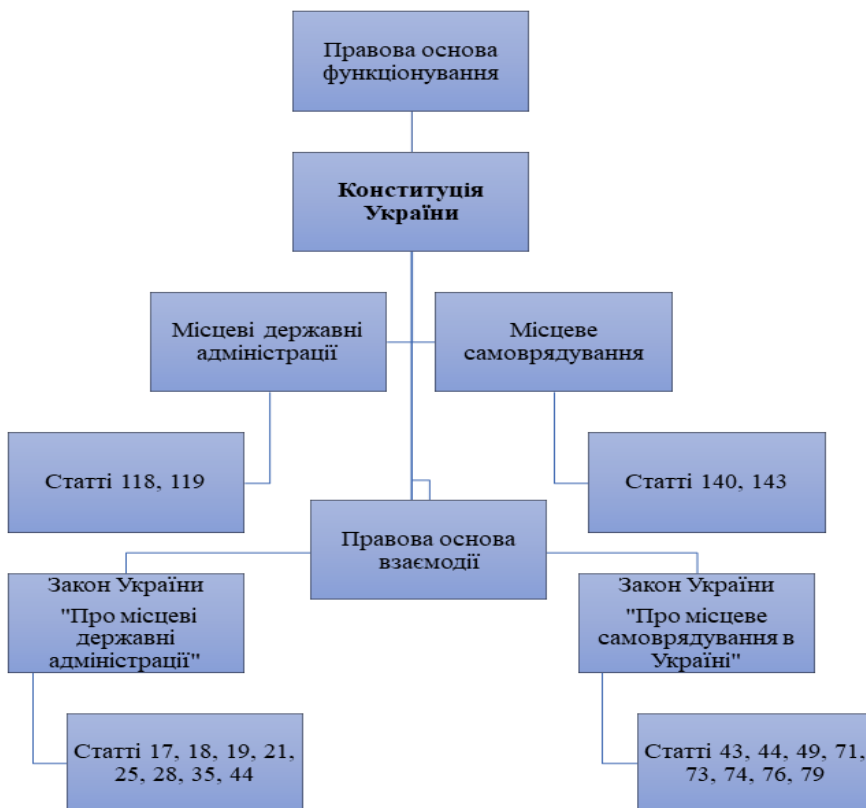 Правова основа
функціонування
Конституція
України
Місцеві державні
адміністрації
Місцеве
самоврядування
Статті 118, 119
Статті 140, 143
Правова основа
взаємодії
Закон України
"Про місцеві
державні
адміністрації"
Закон України
"Про місцеве
самоврядування в
Україні"
Статті 17, 18, 19, 21,
25, 28, 35, 44
Статті 43, 44, 49, 71,
73, 74, 76, 79